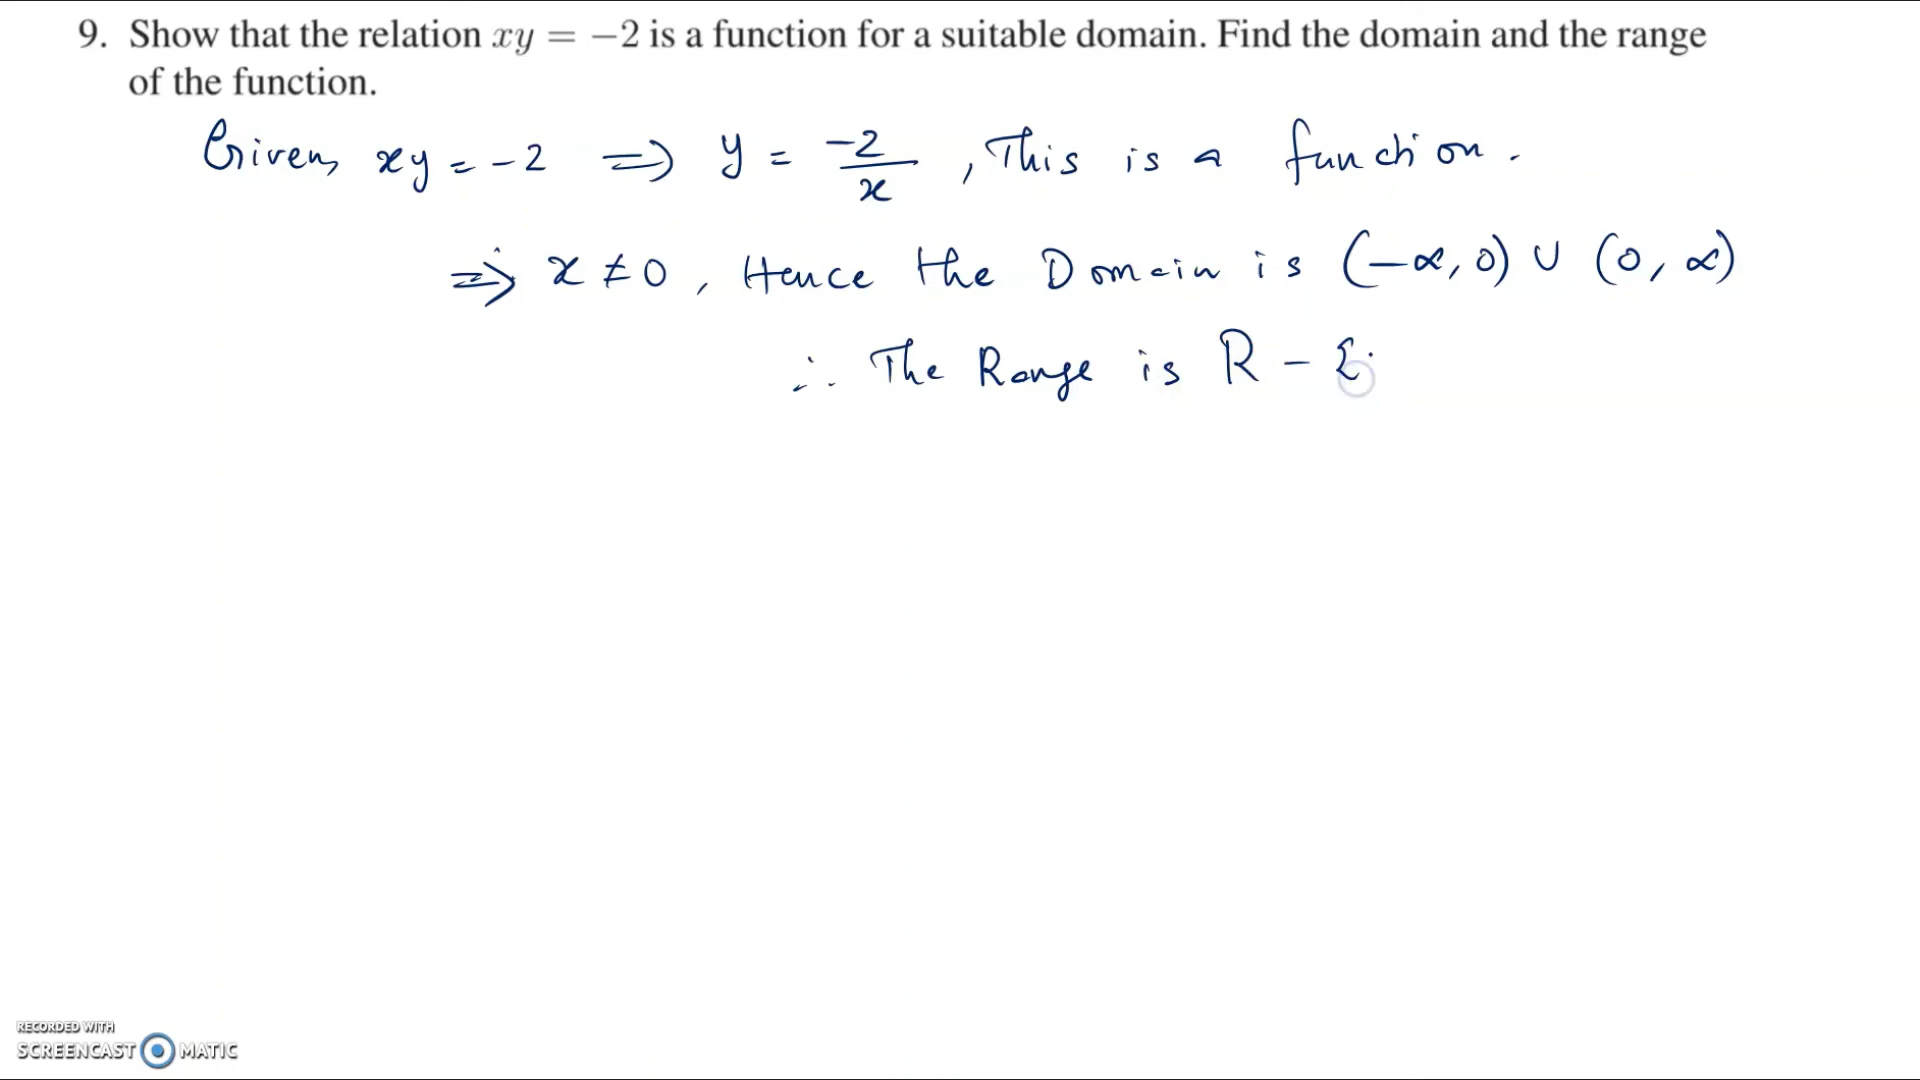 9. Show that the relation xy = −2 is a function for a suitable domain. Find the domain and the range
of the function.
Given, xy = -2 ⇒ y = -2/x , This is a function.
⇒ x ≠ 0 , Hence the Domain is (-∞, 0) ∪ (0, ∞)
∴ The Range is R - {
RECORDED WITH
SCREENCAST MATIC